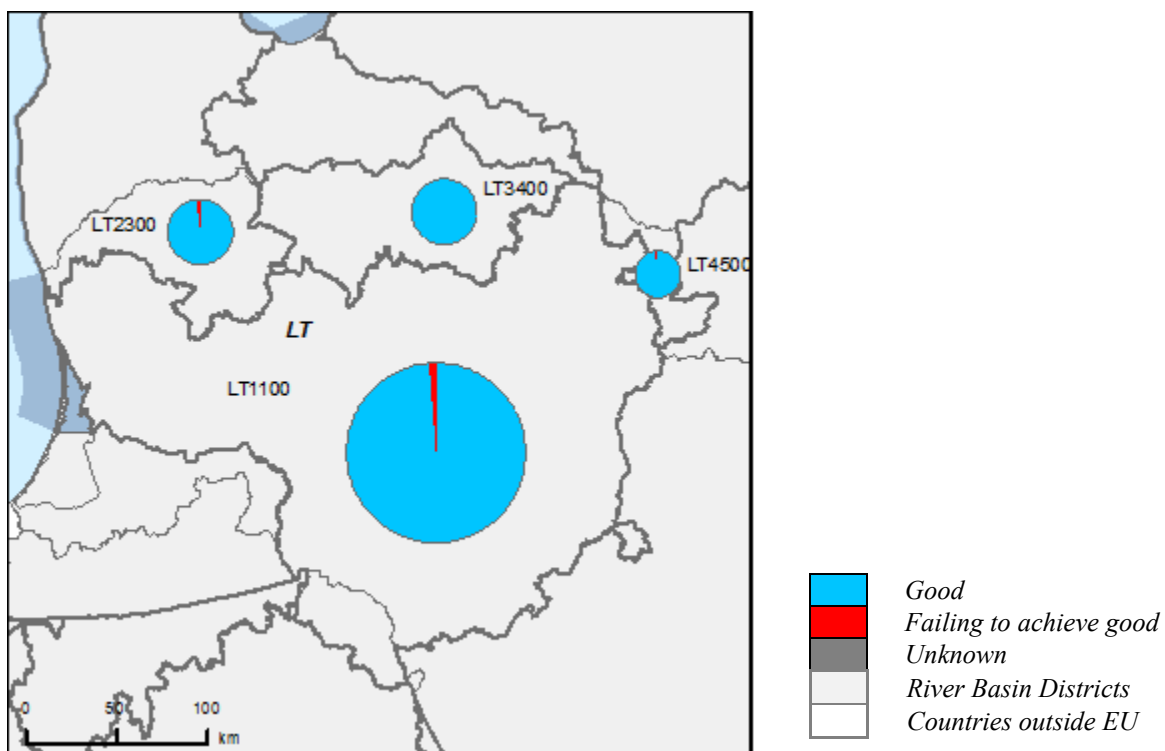 LT3400
LT2300
LT4500
LT
LT1100
0 50 100
km
Good
Failing to achieve good
Unknown
River Basin Districts
Countries outside EU